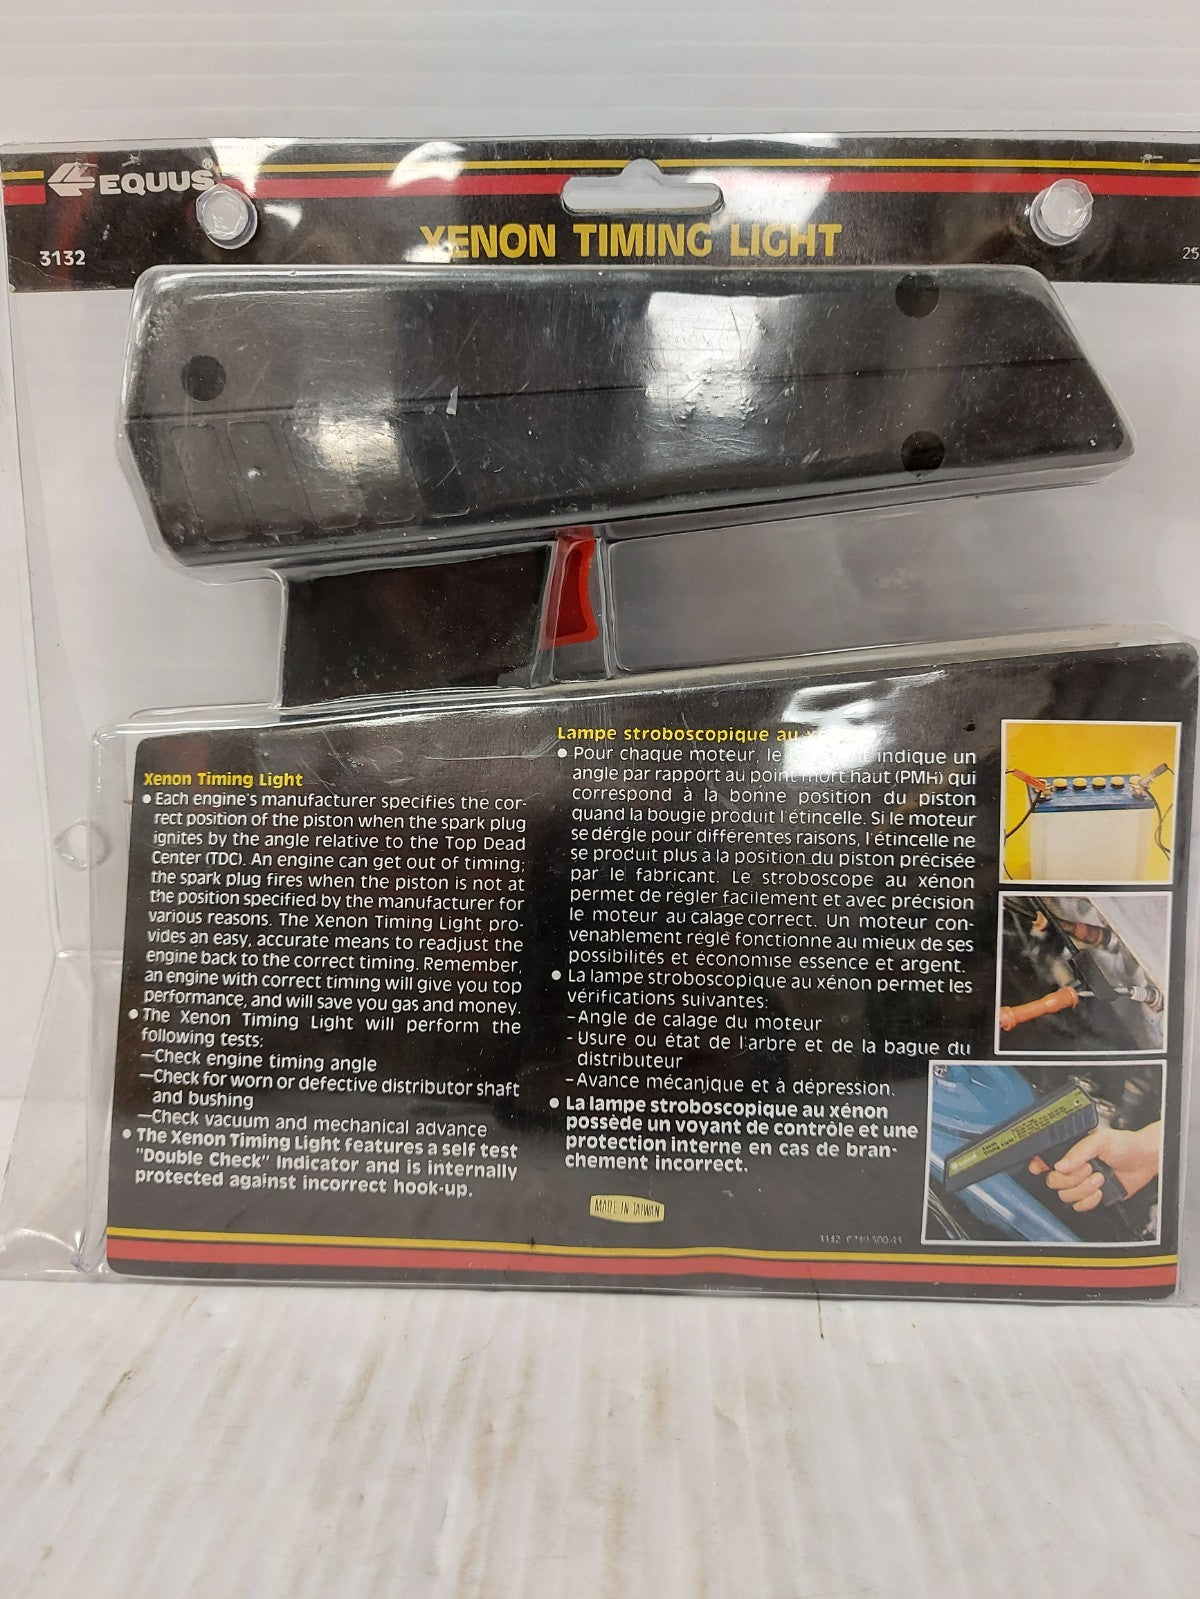 EQUUS®
3132
XENON TIMING LIGHT
25
Xenon Timing Light
• Each engine's manufacturer specifies the cor-
rect position of the piston when the spark plug
ignites by the angle relative to the Top Dead
Center (TDC). An engine can get out of timing;
the spark plug fires when the piston is not at
the position specified by the manufacturer for
various reasons. The Xenon Timing Light pro-
vides an easy, accurate means to readjust the
engine back to the correct timing. Remember,
an engine with correct timing will give you top
performance, and will save you gas and money.
• The Xenon Timing Light will perform the
following tests:
—Check engine timing angle
—Check for worn or defective distributor shaft
and bushing
—Check vacuum and mechanical advance
• The Xenon Timing Light features a self test
"Double Check" Indicator and is internally
protected against incorrect hook-up.
Lampe stroboscopique au
• Pour chaque moteur, le indique un
angle par rapport au point mort haut (PMH) qui
correspond à la bonne position du piston
quand la bougie produit l'étincelle. Si le moteur
se dérgle pour différentes raisons, l'étincelle ne
se produit plus à la position du piston précisée
par le fabricant. Le stroboscope au xénon
permet de régler facilement et avec précision
le moteur au calage correct. Un moteur con-
venablement réglé fonctionne au mieux de ses
possibilités et économise essence et argent.
• La lampe stroboscopique au xénon permet les
vérifications suivantes:
–Angle de calage du moteur
- Usure ou état de l'arbre et de la bague du
distributeur
–Avance mécanique et à dépression.
• La lampe stroboscopique au xénon
possède un voyant de contrôle et une
protection interne en cas de bran-
chement incorrect.
MADE IN TAIWAN
3132